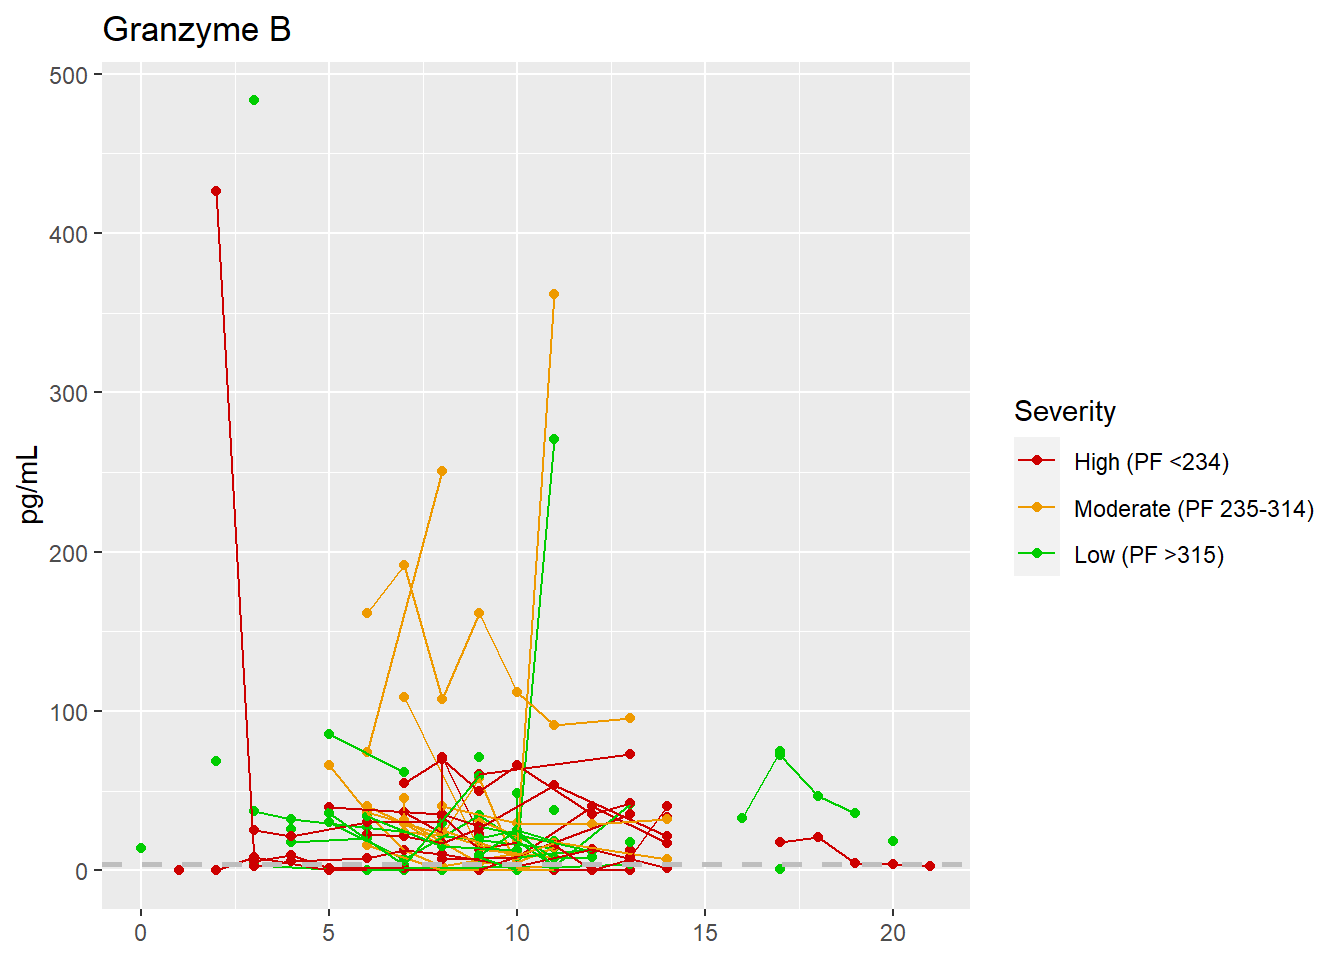 Granzyme B
500
400
300
200
100
0
pg/mL
0 5 10 15 20
Severity
High (PF <234)
Moderate (PF 235-314)
Low (PF >315)